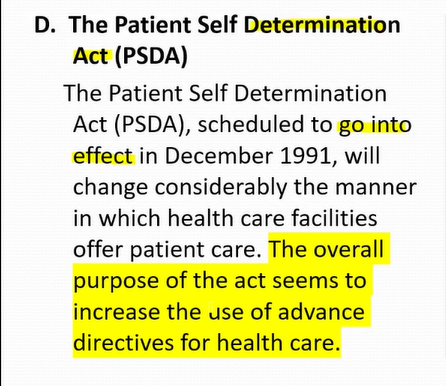 D. The Patient Self Determination
Act (PSDA)
The Patient Self Determination
Act (PSDA), scheduled to go into
effect in December 1991, will
change considerably the manner
in which health care facilities
offer patient care. The overall
purpose of the act seems to
increase the use of advance
directives for health care.